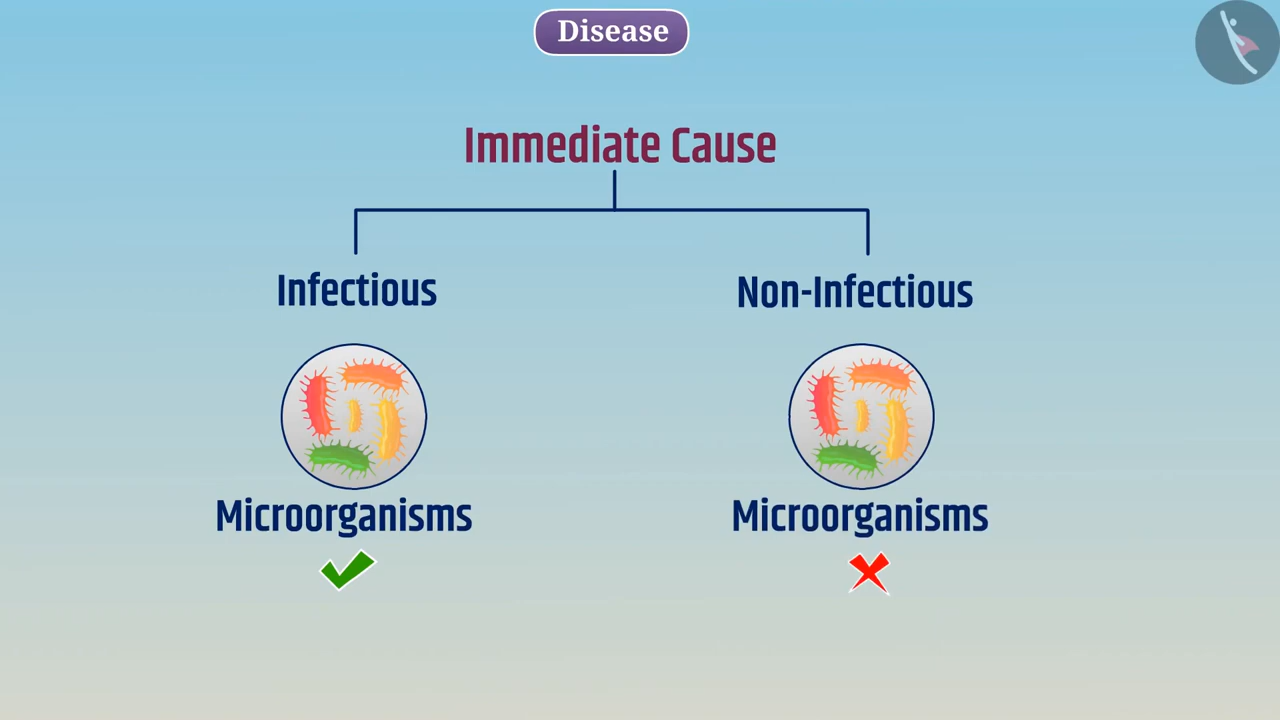 Disease
Immediate Cause
Infectious
Non-Infectious
Microorganisms
Microorganisms